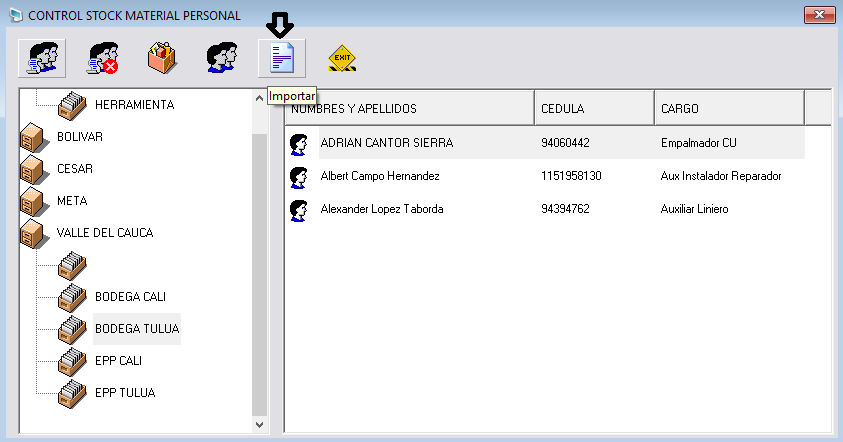 CONTROL STOCK MATERIAL PERSONAL
EXIT
Importar
HERRAMIENTA
BOLIVAR
CESAR
META
VALLE DEL CAUCA
BODEGA CALI
BODEGA TULUA
EPP CALI
EPP TULUA
NOMBRES Y APELLIDOS CEDULA CARGO
ADRIAN CANTOR SIERRA 94060442 Empalmador CU
Albert Campo Hernandez 1151958130 Aux Instalador Reparador
Alexander Lopez Taborda 94394762 Auxiliar Liniero